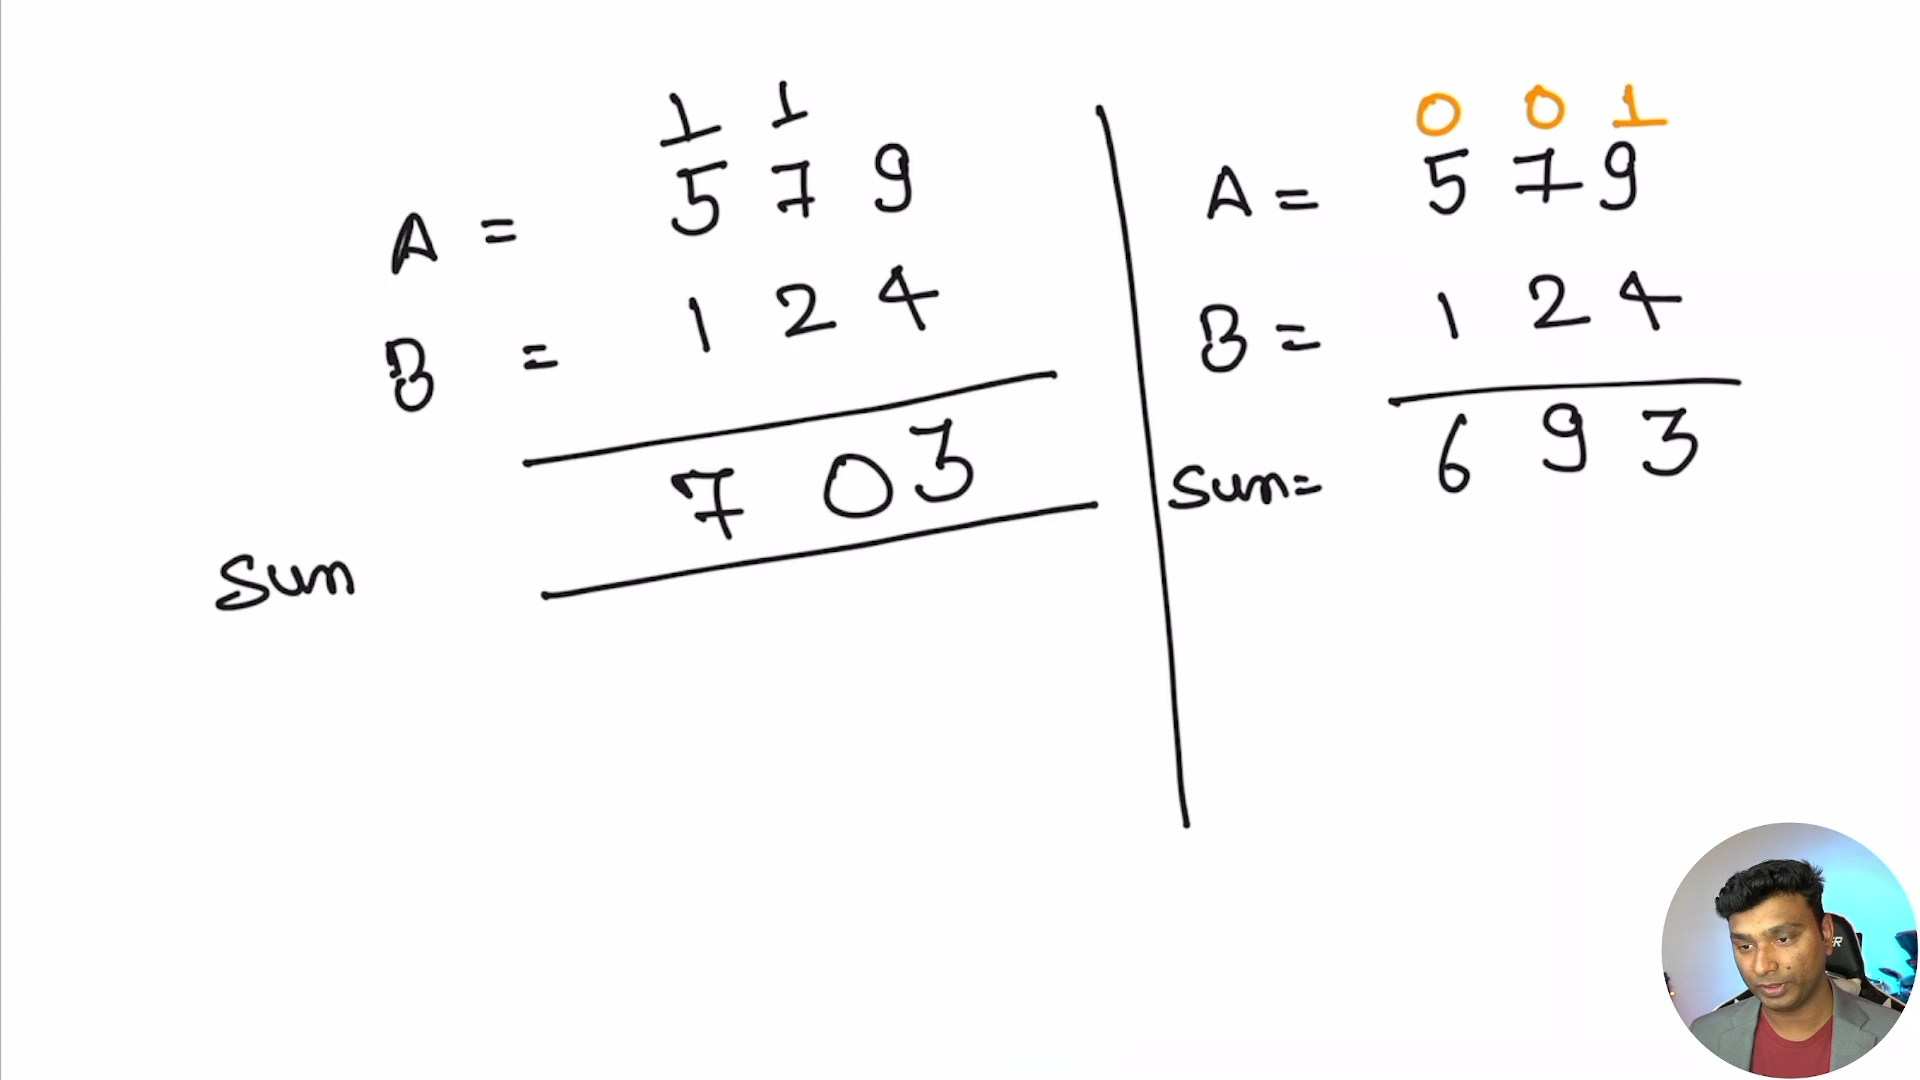 1 1
A = 5 7 9
B = 1 2 4
7 0 3
Sum
0 0 1
A = 5 7 9
B = 1 2 4
Sum= 6 9 3